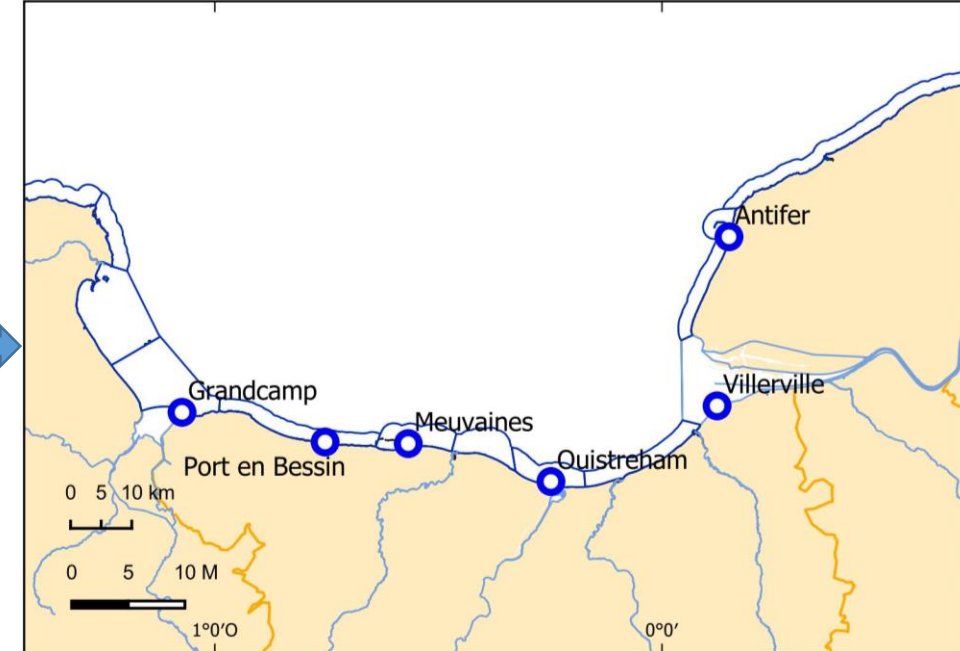 Antifer
Villerville
Grandcamp
Meuvaines
Ouistreham
Port en Bessin
0 5 10 km
0 5 10 M
1°0'O
0°0'